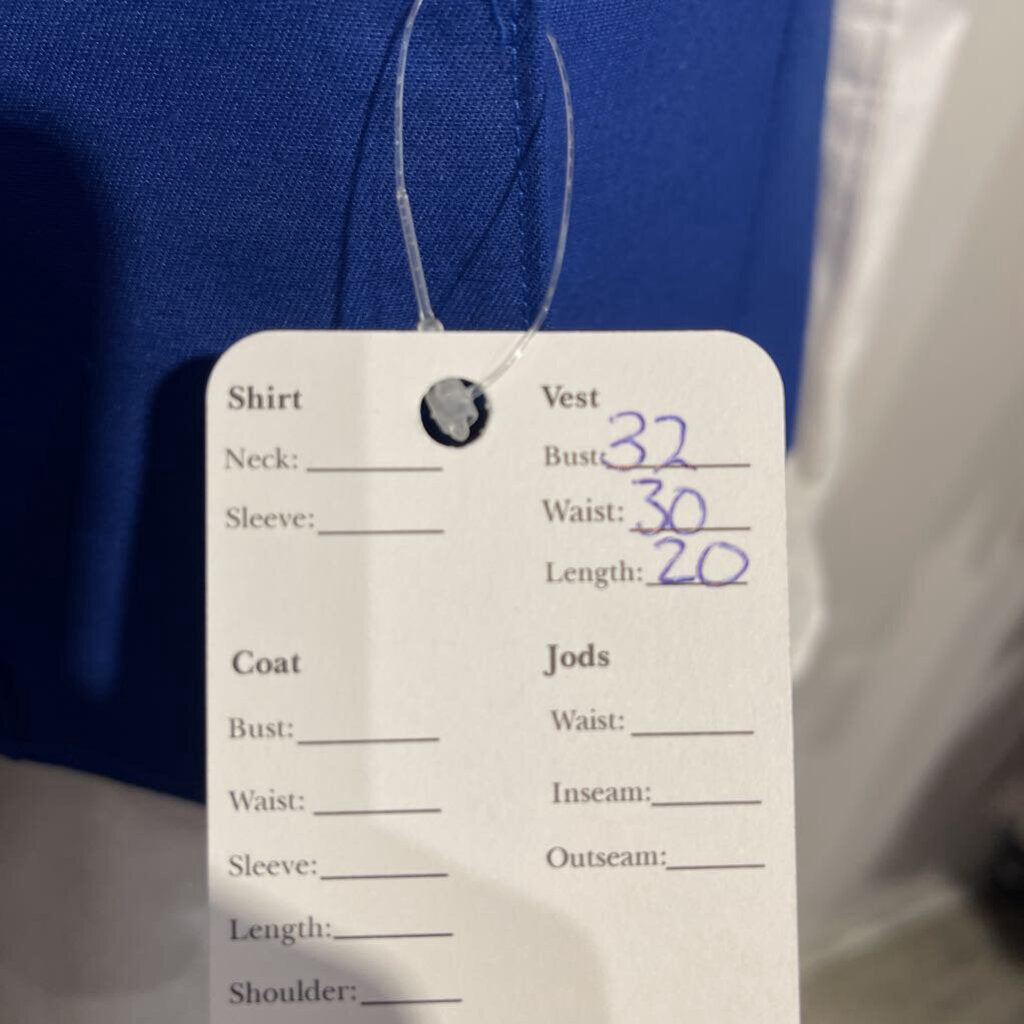 Shirt
Neck:
Sleeve:
Vest
Bust: 32
Waist: 30
Length: 20
Coat
Bust:
Waist:
Sleeve:
Length:
Shoulder:
Jods
Waist:
Inseam:
Outseam: